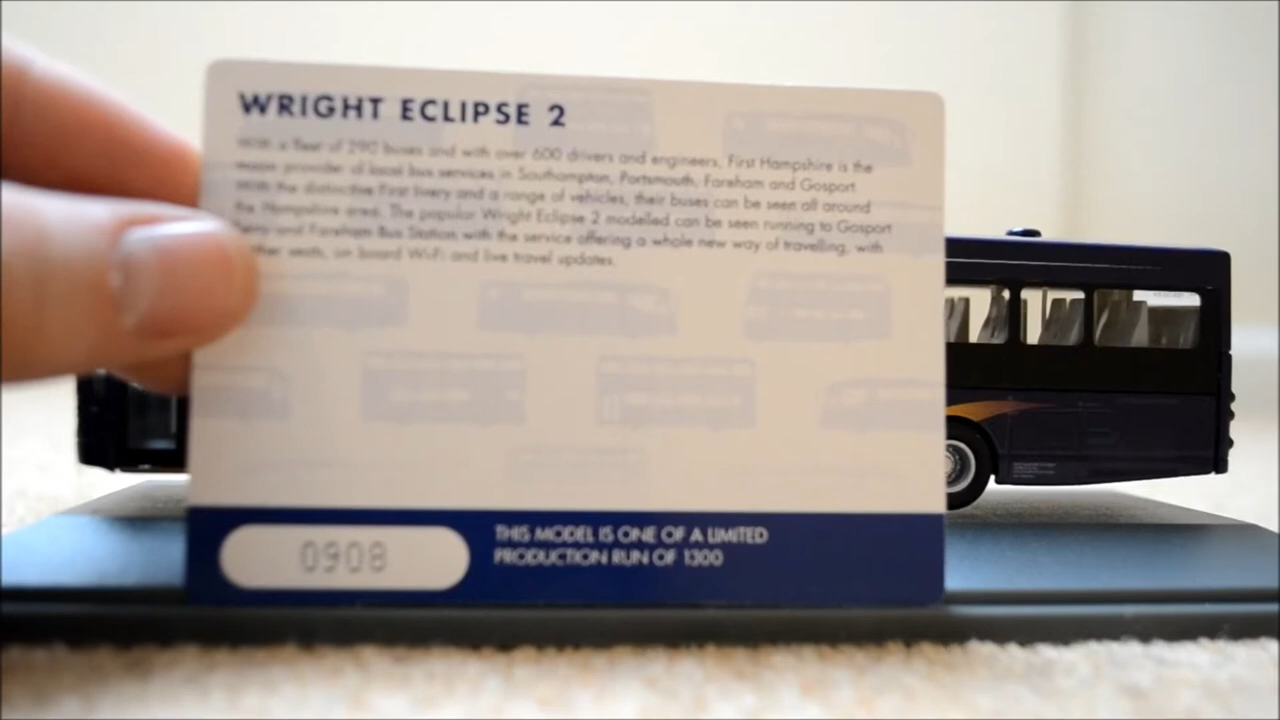 WRIGHT ECLIPSE 2
With a fleet of 290 buses and with over 600 drivers and engineers, First Hampshire is the
major provider of local bus services in Southampton, Portsmouth, Fareham and Gosport
With the distinctive First livery and a range of vehicles, their buses can be seen all around
the Hampshire area. The popular Wright Eclipse 2 modelled can be seen running to Gosport
Ferry and Fareham Bus Station with the service offering a whole new way of travelling, with
seats, on board Wi-Fi and live travel updates.
0908
THIS MODEL IS ONE OF A LIMITED
PRODUCTION RUN OF 1300